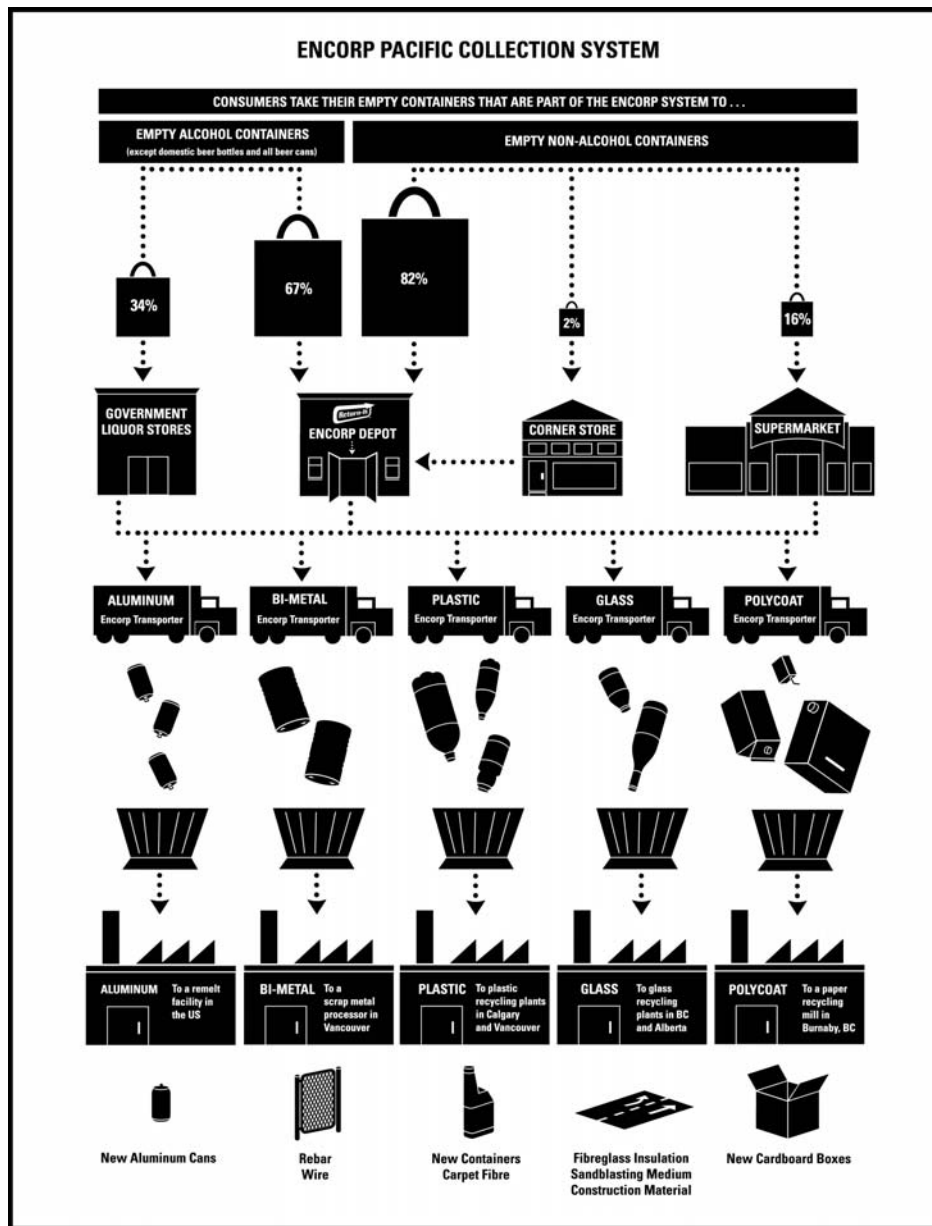 ENCORP PACIFIC COLLECTION SYSTEM
CONSUMERS TAKE THEIR EMPTY CONTAINERS THAT ARE PART OF THE ENCORP SYSTEM TO . . .
EMPTY ALCOHOL CONTAINERS
(except domestic beer bottles and all beer cans)
EMPTY NON-ALCOHOL CONTAINERS
34%
67%
82%
2%
16%
GOVERNMENT
LIQUOR STORES
Return-It
ENCORP DEPOT
CORNER STORE
SUPERMARKET
ALUMINUM
Encorp Transporter
BI-METAL
Encorp Transporter
PLASTIC
Encorp Transporter
GLASS
Encorp Transporter
POLYCOAT
Encorp Transporter
ALUMINUM
To a remelt
facility in
the US
BI-METAL
To a
scrap metal
processor in
Vancouver
PLASTIC
To plastic
recycling plants
in Calgary
and Vancouver
GLASS
To glass
recycling
plants in BC
and Alberta
POLYCOAT
To a paper
recycling
mill in
Burnaby, BC
New Aluminum Cans
Rebar
Wire
New Containers
Carpet Fibre
Fibreglass Insulation
Sandblasting Medium
Construction Material
New Cardboard Boxes